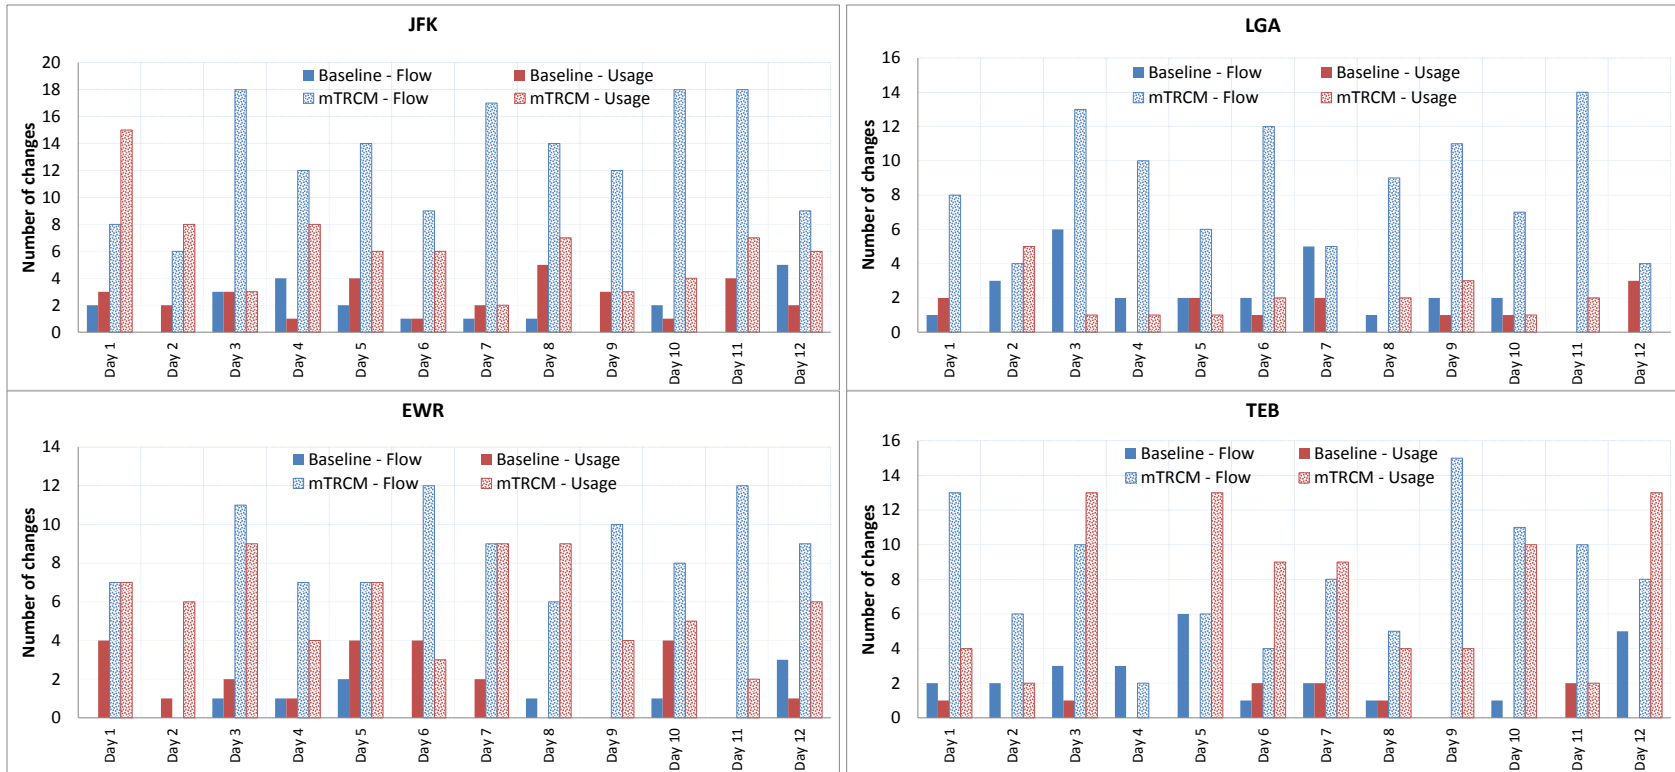 JFK
Number of changes
20
18
16
14
12
10
8
6
4
2
0
Baseline - Flow
Baseline - Usage
mTRCM - Flow
mTRCM - Usage
Day 1
Day 2
Day 3
Day 4
Day 5
Day 6
Day 7
Day 8
Day 9
Day 10
Day 11
Day 12
LGA
Number of changes
16
14
12
10
8
6
4
2
0
Baseline - Flow
Baseline - Usage
mTRCM - Flow
mTRCM - Usage
Day 1
Day 2
Day 3
Day 4
Day 5
Day 6
Day 7
Day 8
Day 9
Day 10
Day 11
Day 12
EWR
Number of changes
14
12
10
8
6
4
2
0
Baseline - Flow
Baseline - Usage
mTRCM - Flow
mTRCM - Usage
Day 1
Day 2
Day 3
Day 4
Day 5
Day 6
Day 7
Day 8
Day 9
Day 10
Day 11
Day 12
TEB
Number of changes
16
14
12
10
8
6
4
2
0
Baseline - Flow
Baseline - Usage
mTRCM - Flow
mTRCM - Usage
Day 1
Day 2
Day 3
Day 4
Day 5
Day 6
Day 7
Day 8
Day 9
Day 10
Day 11
Day 12